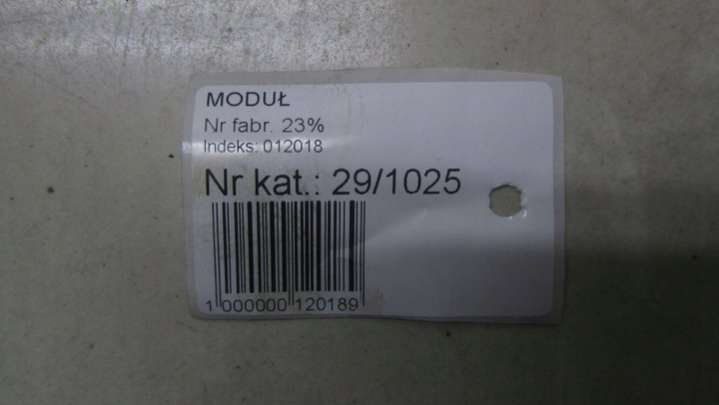 MODUŁ
Nr fabr. 23%
Indeks: 012018
Nr kat.: 29/1025
1 000000 120189